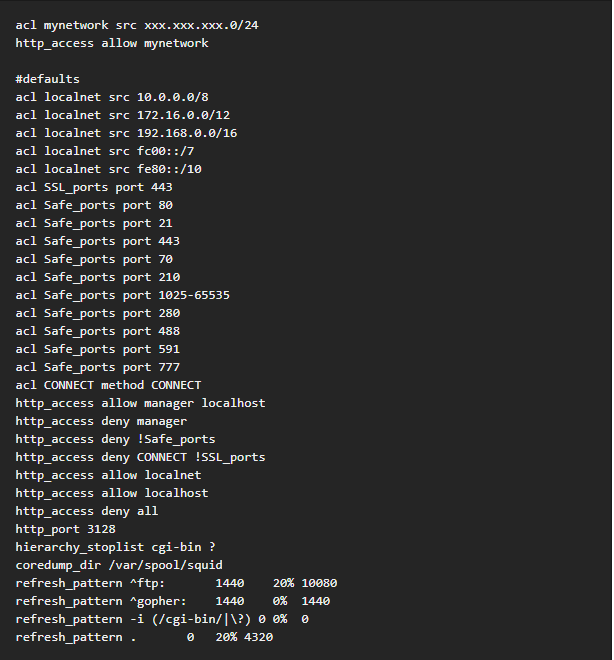 acl mynetwork src xxx.xxx.xxx.0/24
http_access allow mynetwork

#defaults
acl localnet src 10.0.0.0/8
acl localnet src 172.16.0.0/12
acl localnet src 192.168.0.0/16
acl localnet src fc00::/7
acl localnet src fe80::/10
acl SSL_ports port 443
acl Safe_ports port 80
acl Safe_ports port 21
acl Safe_ports port 443
acl Safe_ports port 70
acl Safe_ports port 210
acl Safe_ports port 1025-65535
acl Safe_ports port 280
acl Safe_ports port 488
acl Safe_ports port 591
acl Safe_ports port 777
acl CONNECT method CONNECT
http_access allow manager localhost
http_access deny manager
http_access deny !Safe_ports
http_access deny CONNECT !SSL_ports
http_access allow localnet
http_access allow localhost
http_access deny all
http_port 3128
hierarchy_stoplist cgi-bin ?
coredump_dir /var/spool/squid
refresh_pattern ^ftp:       1440    20% 10080
refresh_pattern ^gopher:    1440    0%  1440
refresh_pattern -i (/cgi-bin/|\?) 0 0%  0
refresh_pattern .       0   20% 4320